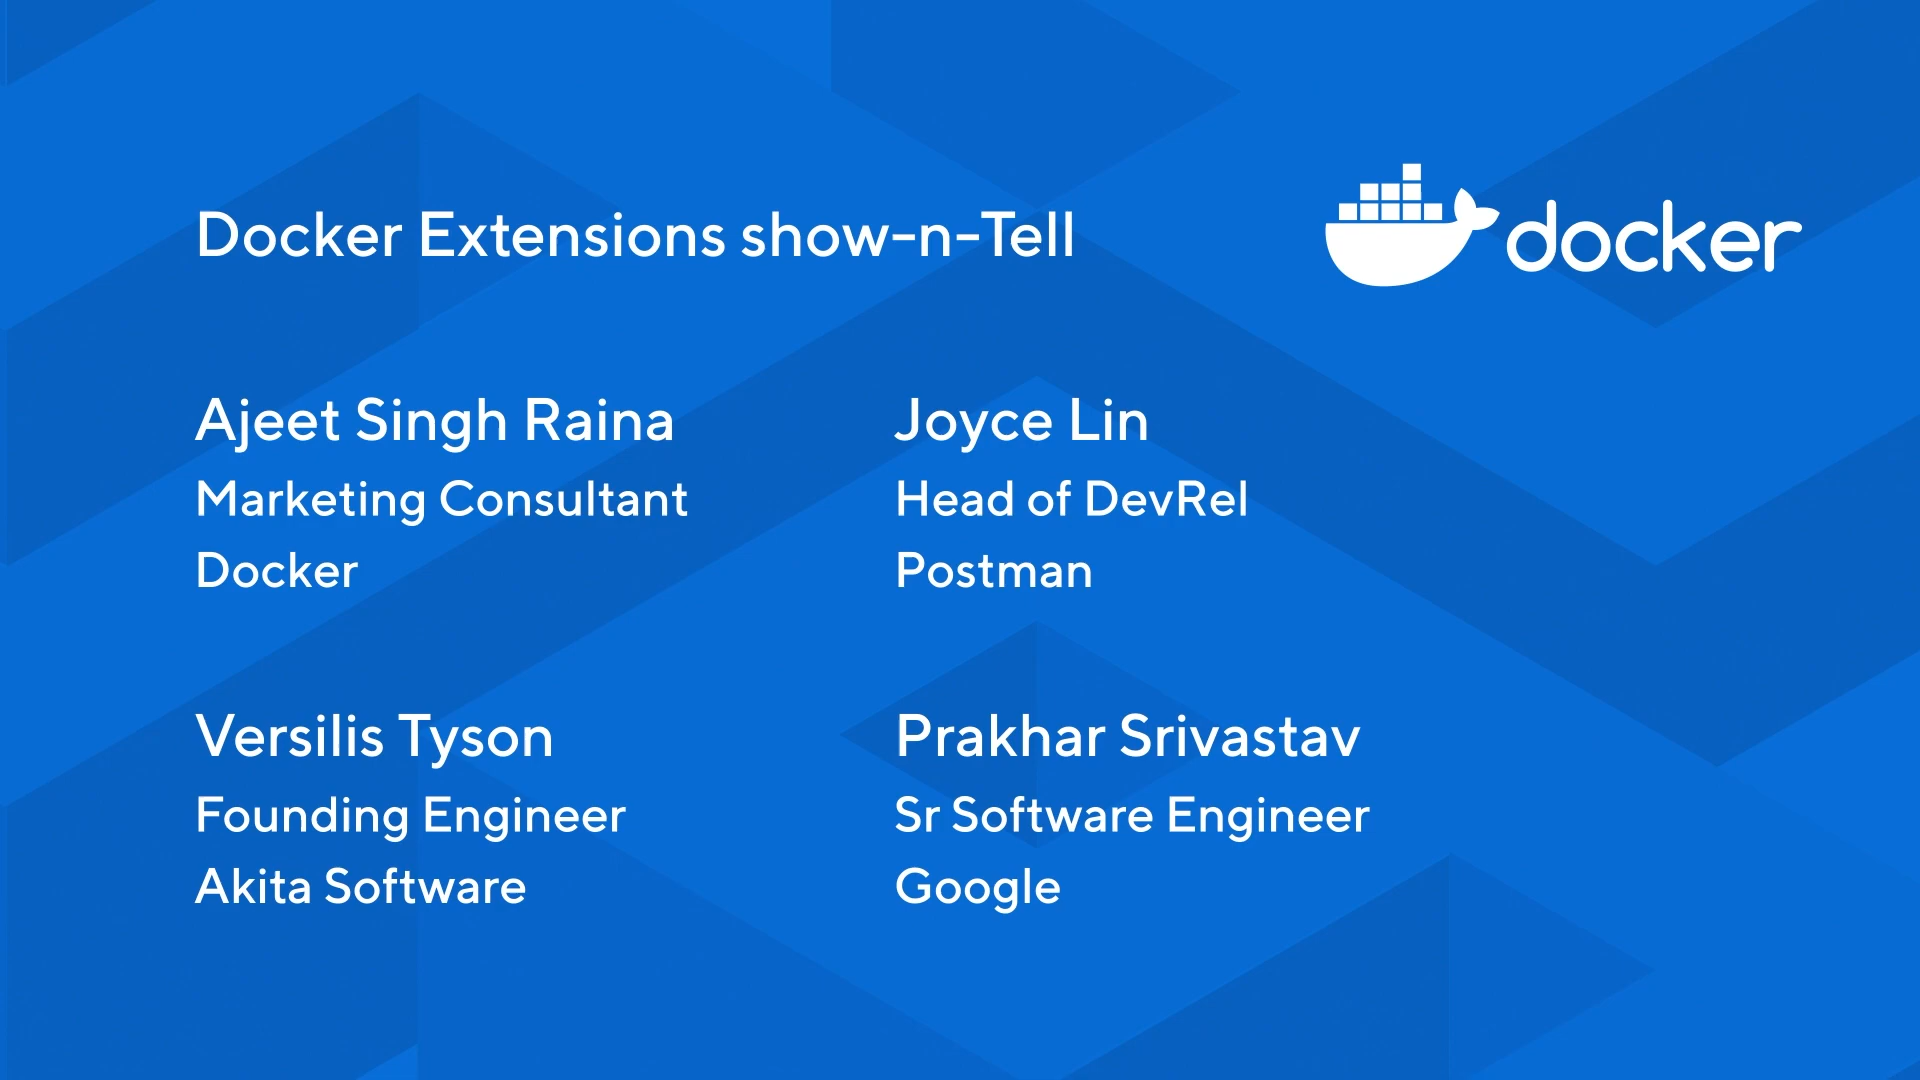 Docker Extensions show-n-Tell
docker
Ajeet Singh Raina
Marketing Consultant
Docker
Joyce Lin
Head of DevRel
Postman
Versilis Tyson
Founding Engineer
Akita Software
Prakhar Srivastav
Sr Software Engineer
Google